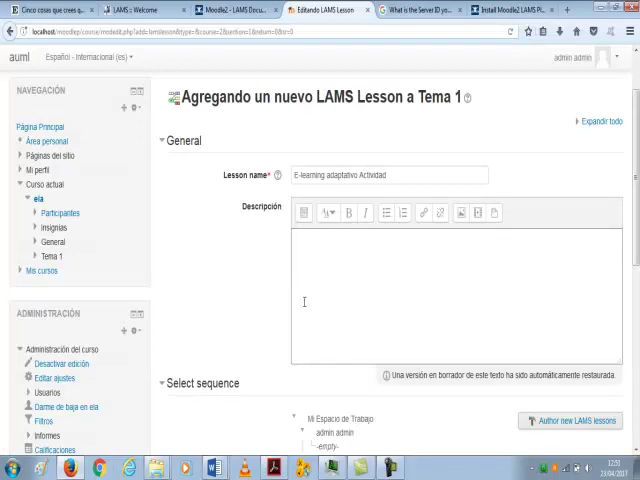 Cinco cosas que crees q...
LAMS :: Welcome
Moodle2 - LAMS Docu...
Editando LAMS Lesson
What is the Server ID yo...
Install Moodle2 LAMS Pl...
localhost/moodlep/course/modedit.php?add=lamslesson&type=&course=2&section=1&return=0&sr=0
auml
Español - Internacional (es)
admin admin
NAVEGACIÓN
Página Principal
Área personal
Páginas del sitio
Mi perfil
Curso actual
ela
Participantes
Insignias
General
Tema 1
Mis cursos
ADMINISTRACIÓN
Administración del curso
Desactivar edición
Editar ajustes
Usuarios
Darme de baja en ela
Filtros
Informes
Calificaciones
Agregando un nuevo LAMS Lesson a Tema 1
Expandir todo
General
Lesson name*
E-learning adaptativo Actividad
Descripción
Una versión en borrador de este texto ha sido automáticamente restaurada.
Select sequence
Mi Espacio de Trabajo
admin admin
-empty-
Author new LAMS lessons
ES
12:51
23/04/2017